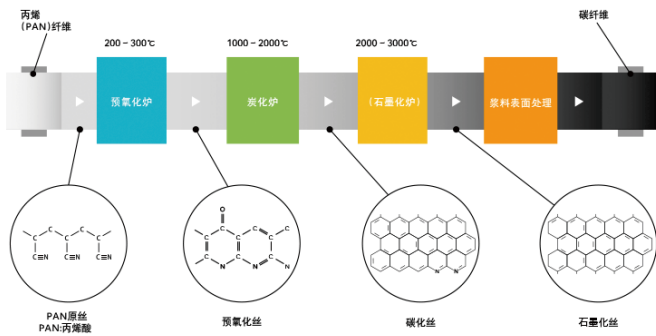 丙烯
(PAN)纤维
碳纤维
200－300℃
1000－2000℃
2000－3000℃
预氧化炉
炭化炉
(石墨化炉)
浆料表面处理
C C C
C≡N C≡N C≡N
O
C C C C
C C C C
N N N
N N
PAN原丝
PAN:丙烯酸
预氧化丝
碳化丝
石墨化丝